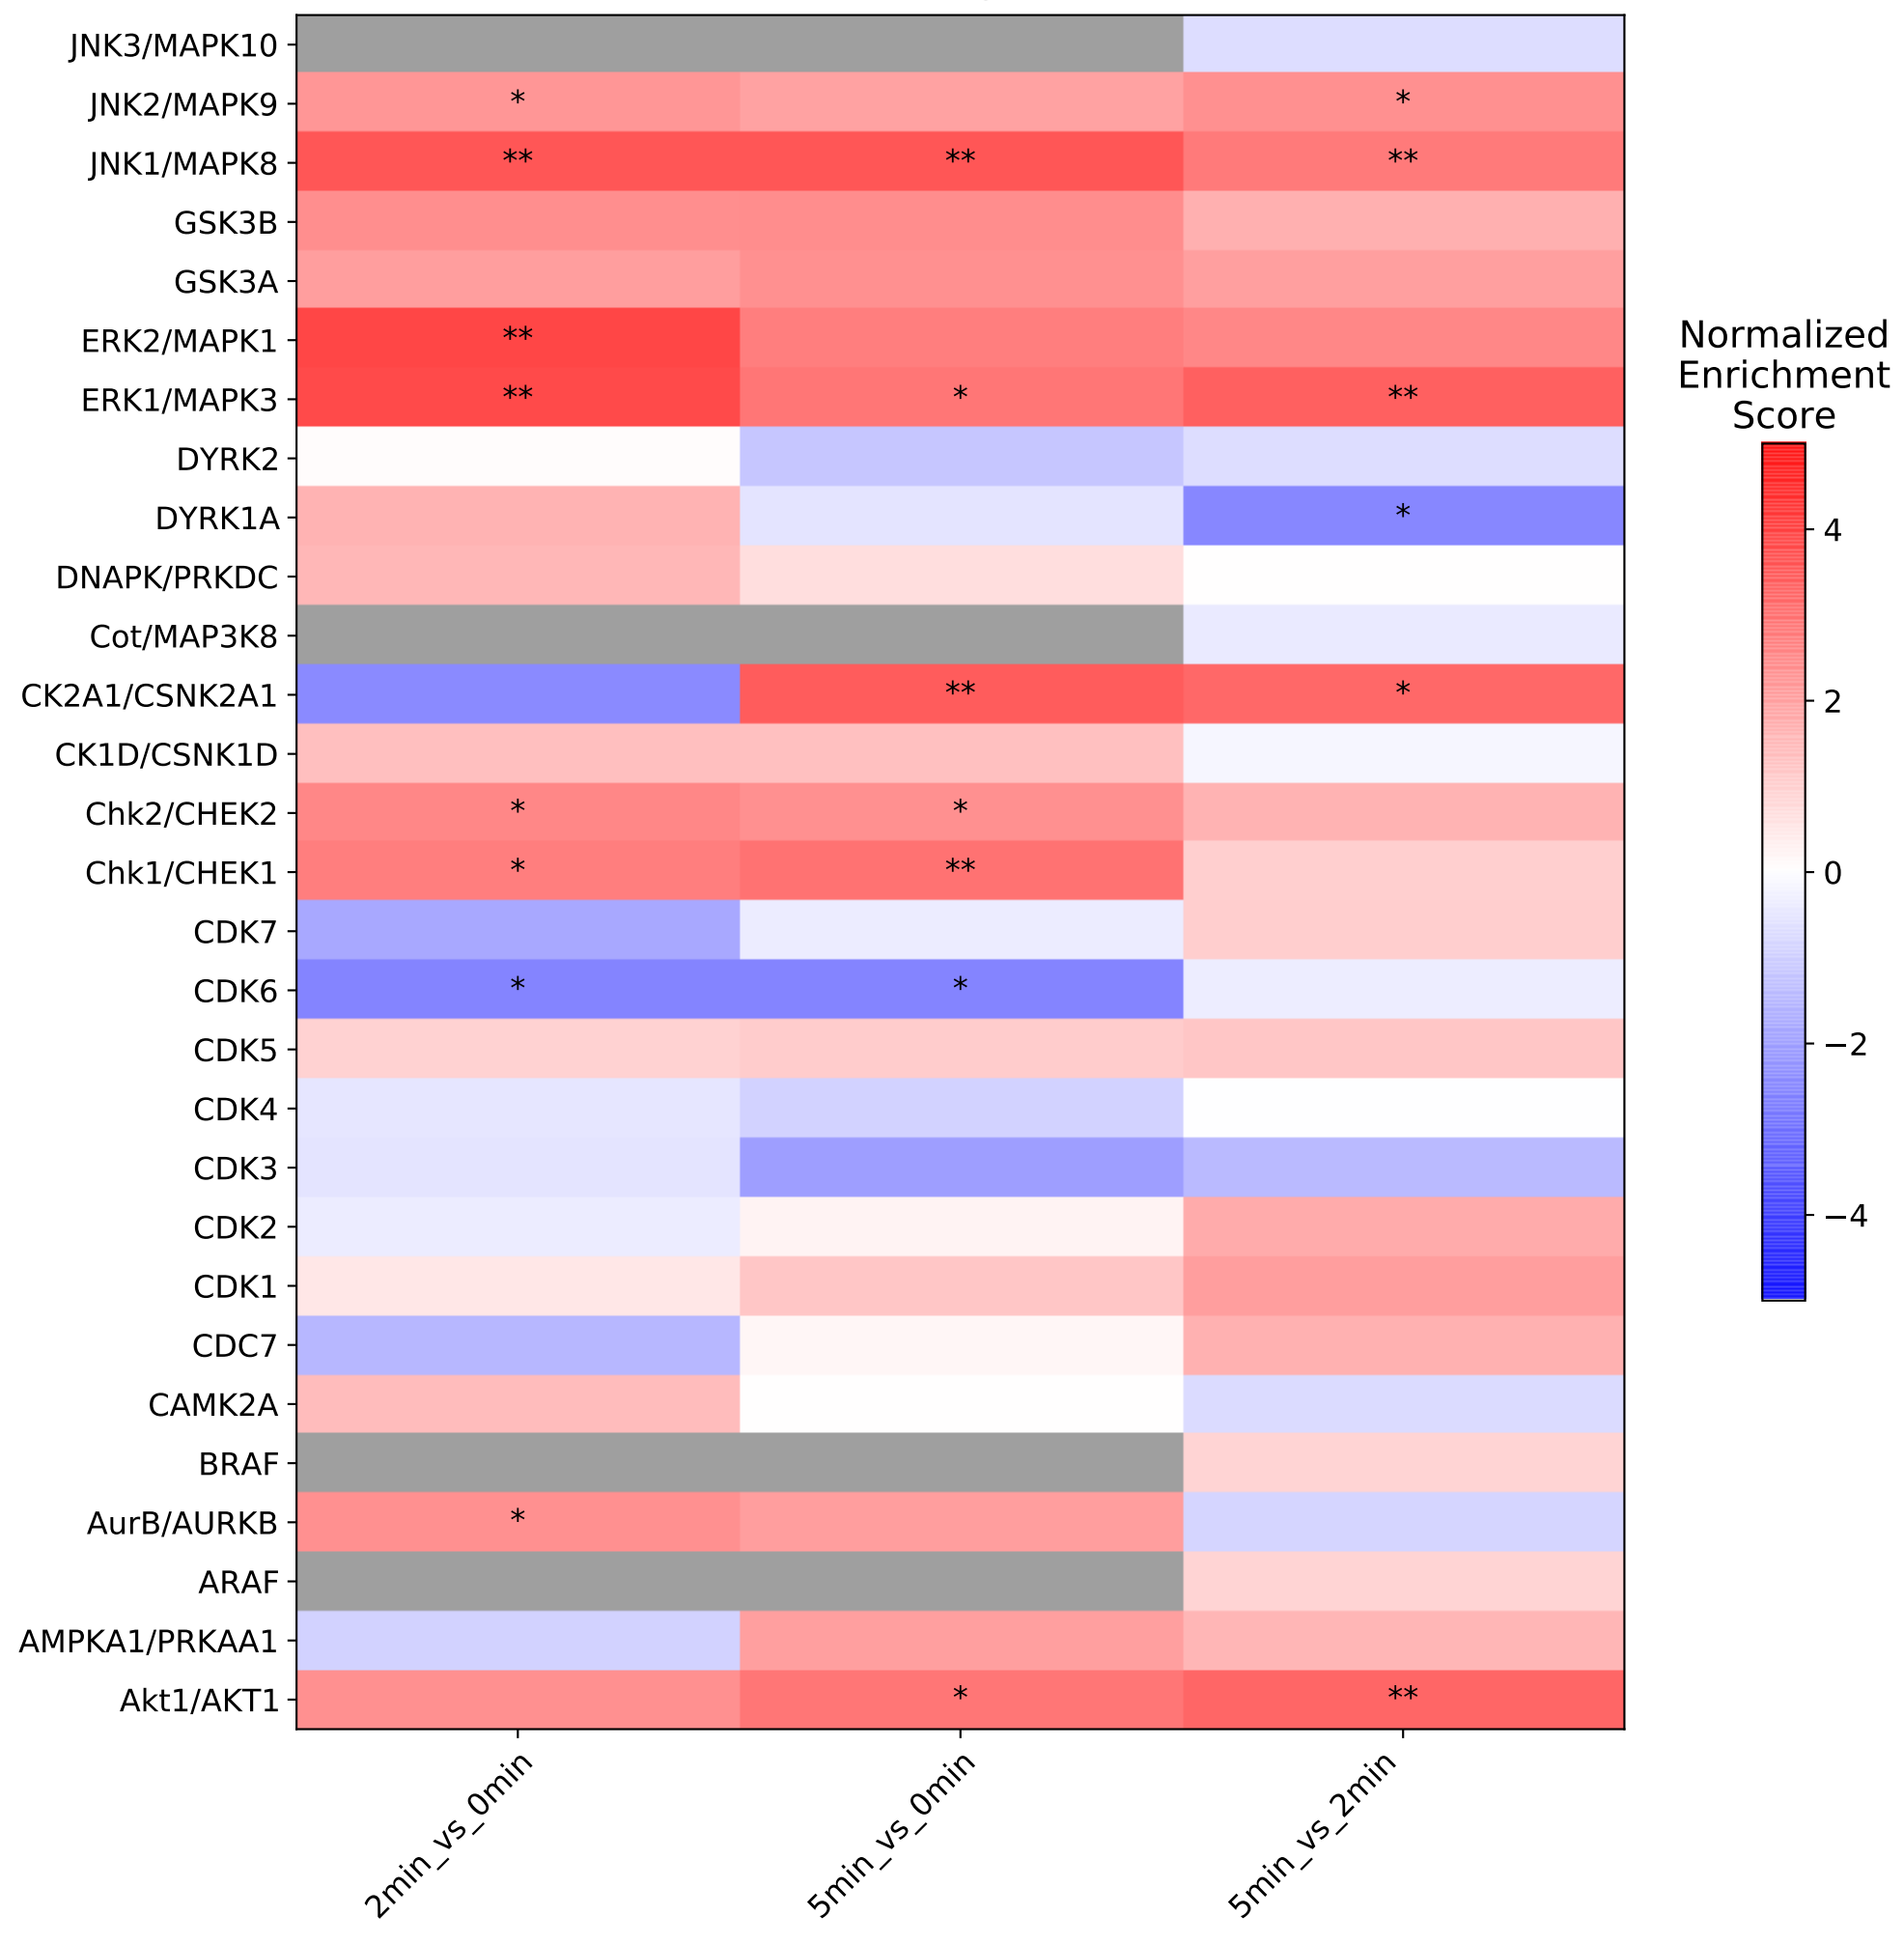 JNK3/MAPK10
JNK2/MAPK9 * *
JNK1/MAPK8 ** ** **
GSK3B
GSK3A
ERK2/MAPK1 **
ERK1/MAPK3 ** * **
DYRK2
DYRK1A *
DNAPK/PRKDC
Cot/MAP3K8
CK2A1/CSNK2A1 ** *
CK1D/CSNK1D
Chk2/CHEK2 * *
Chk1/CHEK1 * **
CDK7
CDK6 * *
CDK5
CDK4
CDK3
CDK2
CDK1
CDC7
CAMK2A
BRAF
AurB/AURKB *
ARAF
AMPKA1/PRKAA1
Akt1/AKT1 * **
2min_vs_0min
5min_vs_0min
5min_vs_2min
Normalized
Enrichment
Score
4
2
0
−2
−4